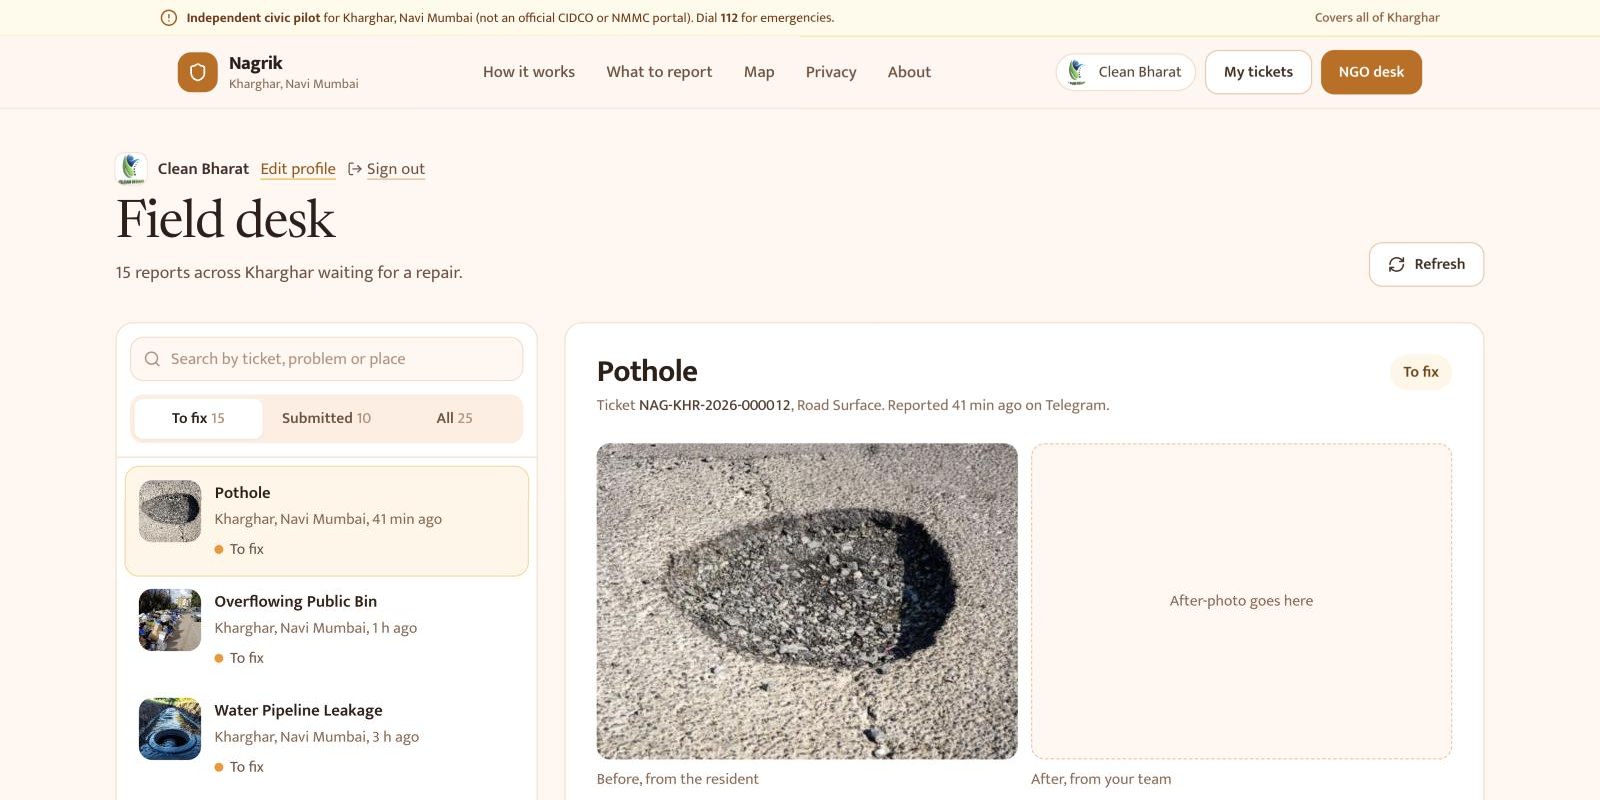 Independent civic pilot for Kharghar, Navi Mumbai (not an official CIDCO or NMMC portal). Dial 112 for emergencies.
Covers all of Kharghar
Nagrik
Kharghar, Navi Mumbai
How it works
What to report
Map
Privacy
About
Clean Bharat
My tickets
NGO desk
Clean Bharat
Edit profile
Sign out
Field desk
15 reports across Kharghar waiting for a repair.
Refresh
Search by ticket, problem or place
To fix 15
Submitted 10
All 25
Pothole
Kharghar, Navi Mumbai, 41 min ago
To fix
Overflowing Public Bin
Kharghar, Navi Mumbai, 1 h ago
To fix
Water Pipeline Leakage
Kharghar, Navi Mumbai, 3 h ago
To fix
Pothole
To fix
Ticket NAG-KHR-2026-000012, Road Surface. Reported 41 min ago on Telegram.
After-photo goes here
Before, from the resident
After, from your team